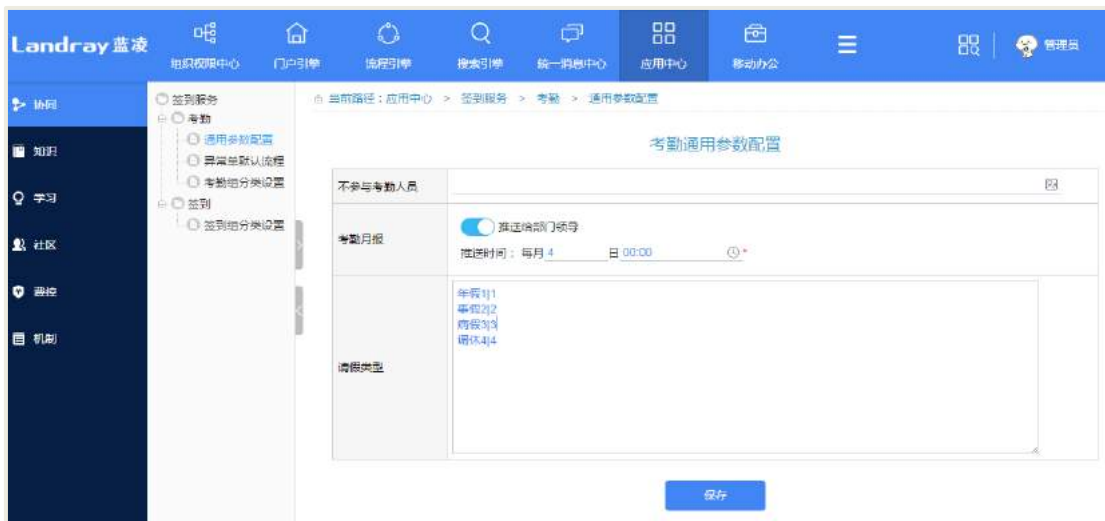 Landray 蓝凌
组织权限中心
门户引擎
流程引擎
搜索引擎
统一消息中心
应用中心
移动办公
管理员
协同
知识
学习
社区
监控
机制
签到服务
考勤
通用参数配置
异常单默认流程
考勤组分类设置
签到
签到组分类设置
当前路径：应用中心 > 签到服务 > 考勤 > 通用参数配置
考勤通用参数配置
不参与考勤人员
考勤月报
推送给部门领导
推送时间：每月 4 日 00:00 *
请假类型
年假1|1
事假2|2
病假3|3
调休4|4
保存